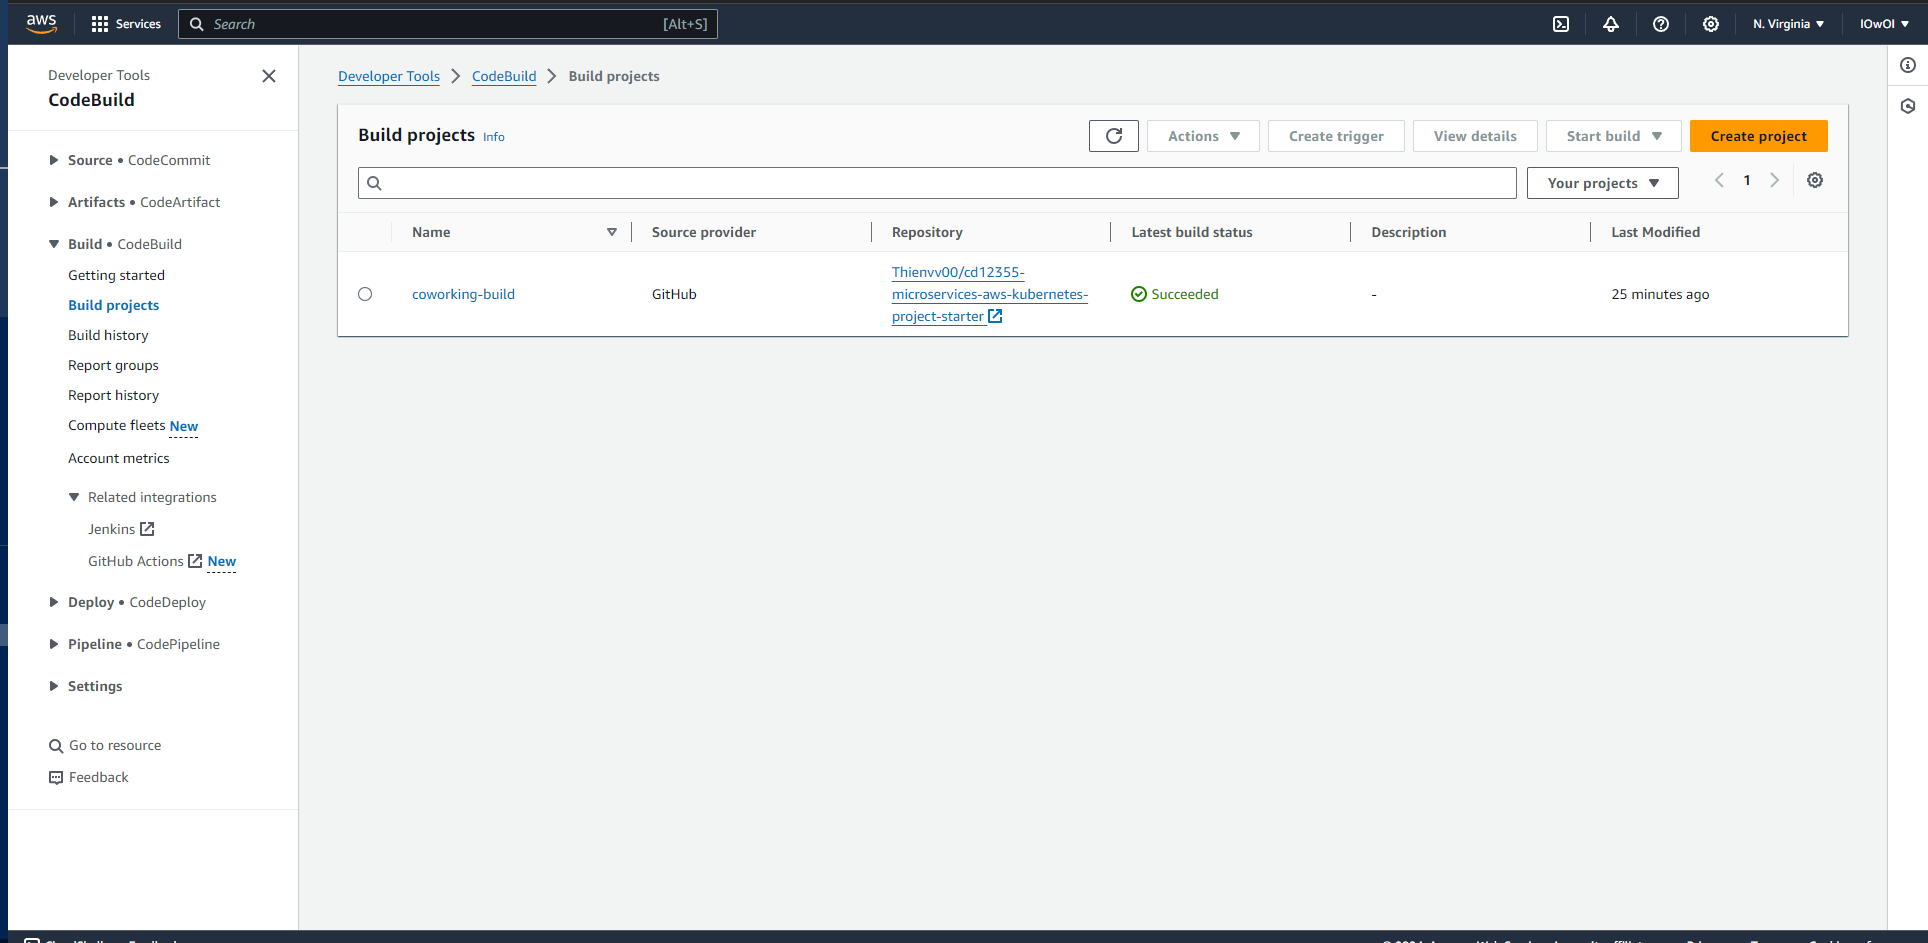 aws
Services
Search
[Alt+S]
N. Virginia
IOwOI
Developer Tools
CodeBuild
Source • CodeCommit
Artifacts • CodeArtifact
Build • CodeBuild
Getting started
Build projects
Build history
Report groups
Report history
Compute fleets New
Account metrics
Related integrations
Jenkins
GitHub Actions New
Deploy • CodeDeploy
Pipeline • CodePipeline
Settings
Go to resource
Feedback
Developer Tools > CodeBuild > Build projects
Build projects Info
Actions
Create trigger
View details
Start build
Create project
Your projects
1
Name
Source provider
Repository
Latest build status
Description
Last Modified
coworking-build
GitHub
Thienvv00/cd12355-
microservices-aws-kubernetes-
project-starter
Succeeded
-
25 minutes ago